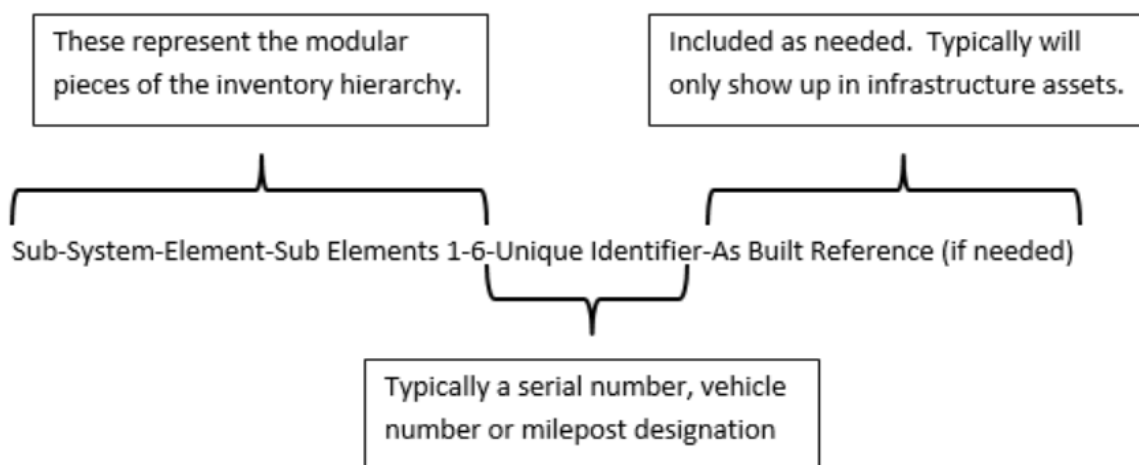 These represent the modular
pieces of the inventory hierarchy.
Included as needed.  Typically will
only show up in infrastructure assets.
Sub-System-Element-Sub Elements 1-6-Unique Identifier-As Built Reference (if needed)
Typically a serial number, vehicle
number or milepost designation